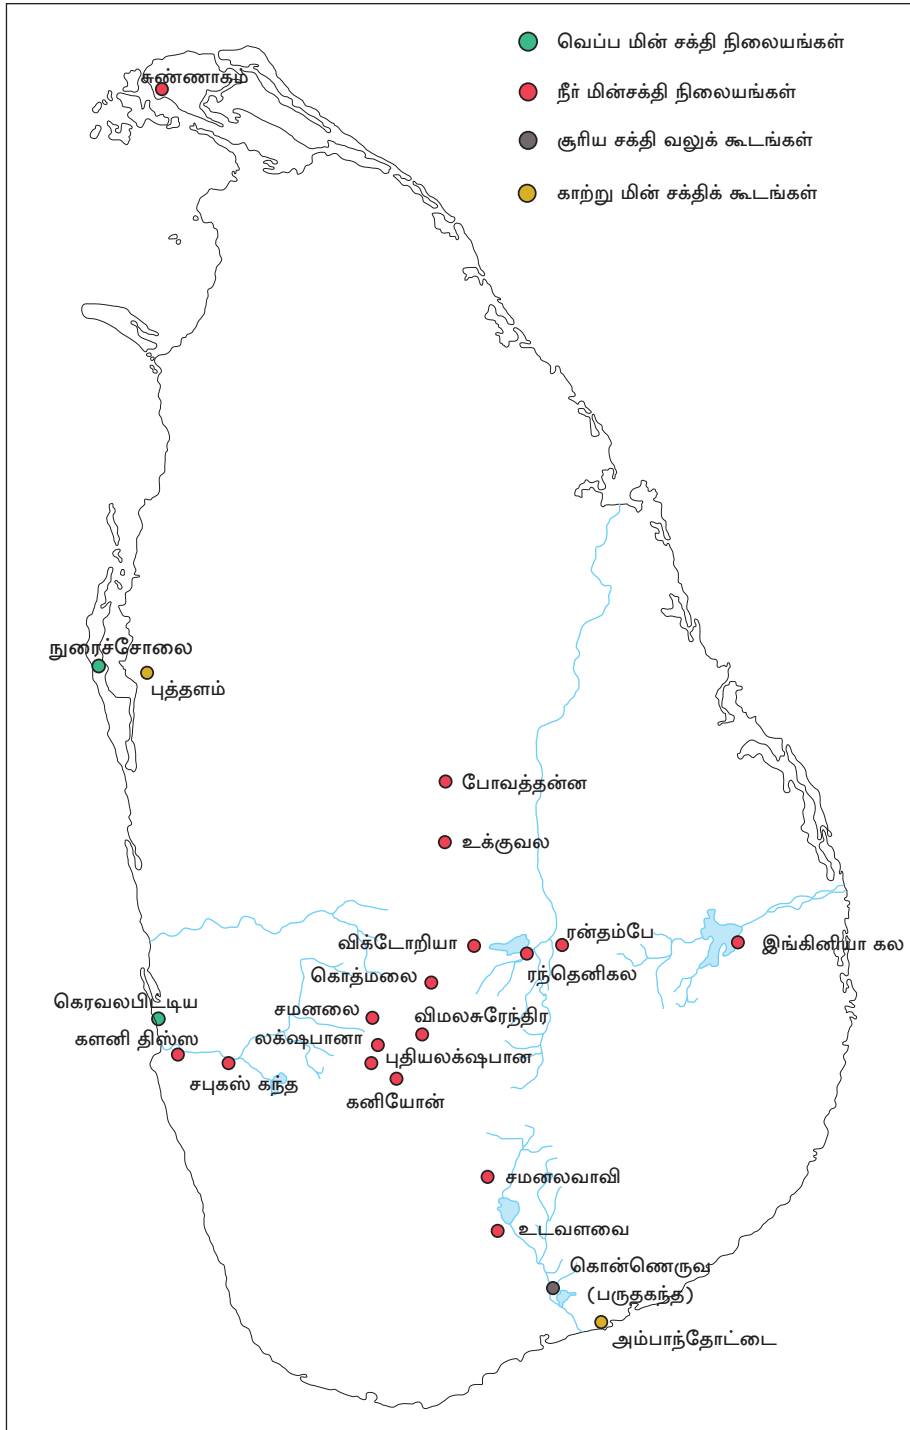 சுண்ணாகம்
வெப்ப மின் சக்தி நிலையங்கள்
நீர் மின்சக்தி நிலையங்கள்
சூரிய சக்தி வலுக் கூடங்கள்
காற்று மின் சக்திக் கூடங்கள்
நுரைச்சோலை
புத்தளம்
போவத்தன்ன
உக்குவல
விக்டோறியா
ரன்தம்பே
இங்கினியா கல
ரந்தெனிகல
கொத்மலை
கெரவலபிட்டிய
சமனலை
விமலசுரேந்திர
களனி திஸ்ஸ
லக்ஷபானா
புதியலக்ஷபான
சபுகஸ் கந்த
கனியோன்
சமனலவாவி
உடவளவை
கொன்ணெருவ
(பருதகந்த)
அம்பாந்தோட்டை